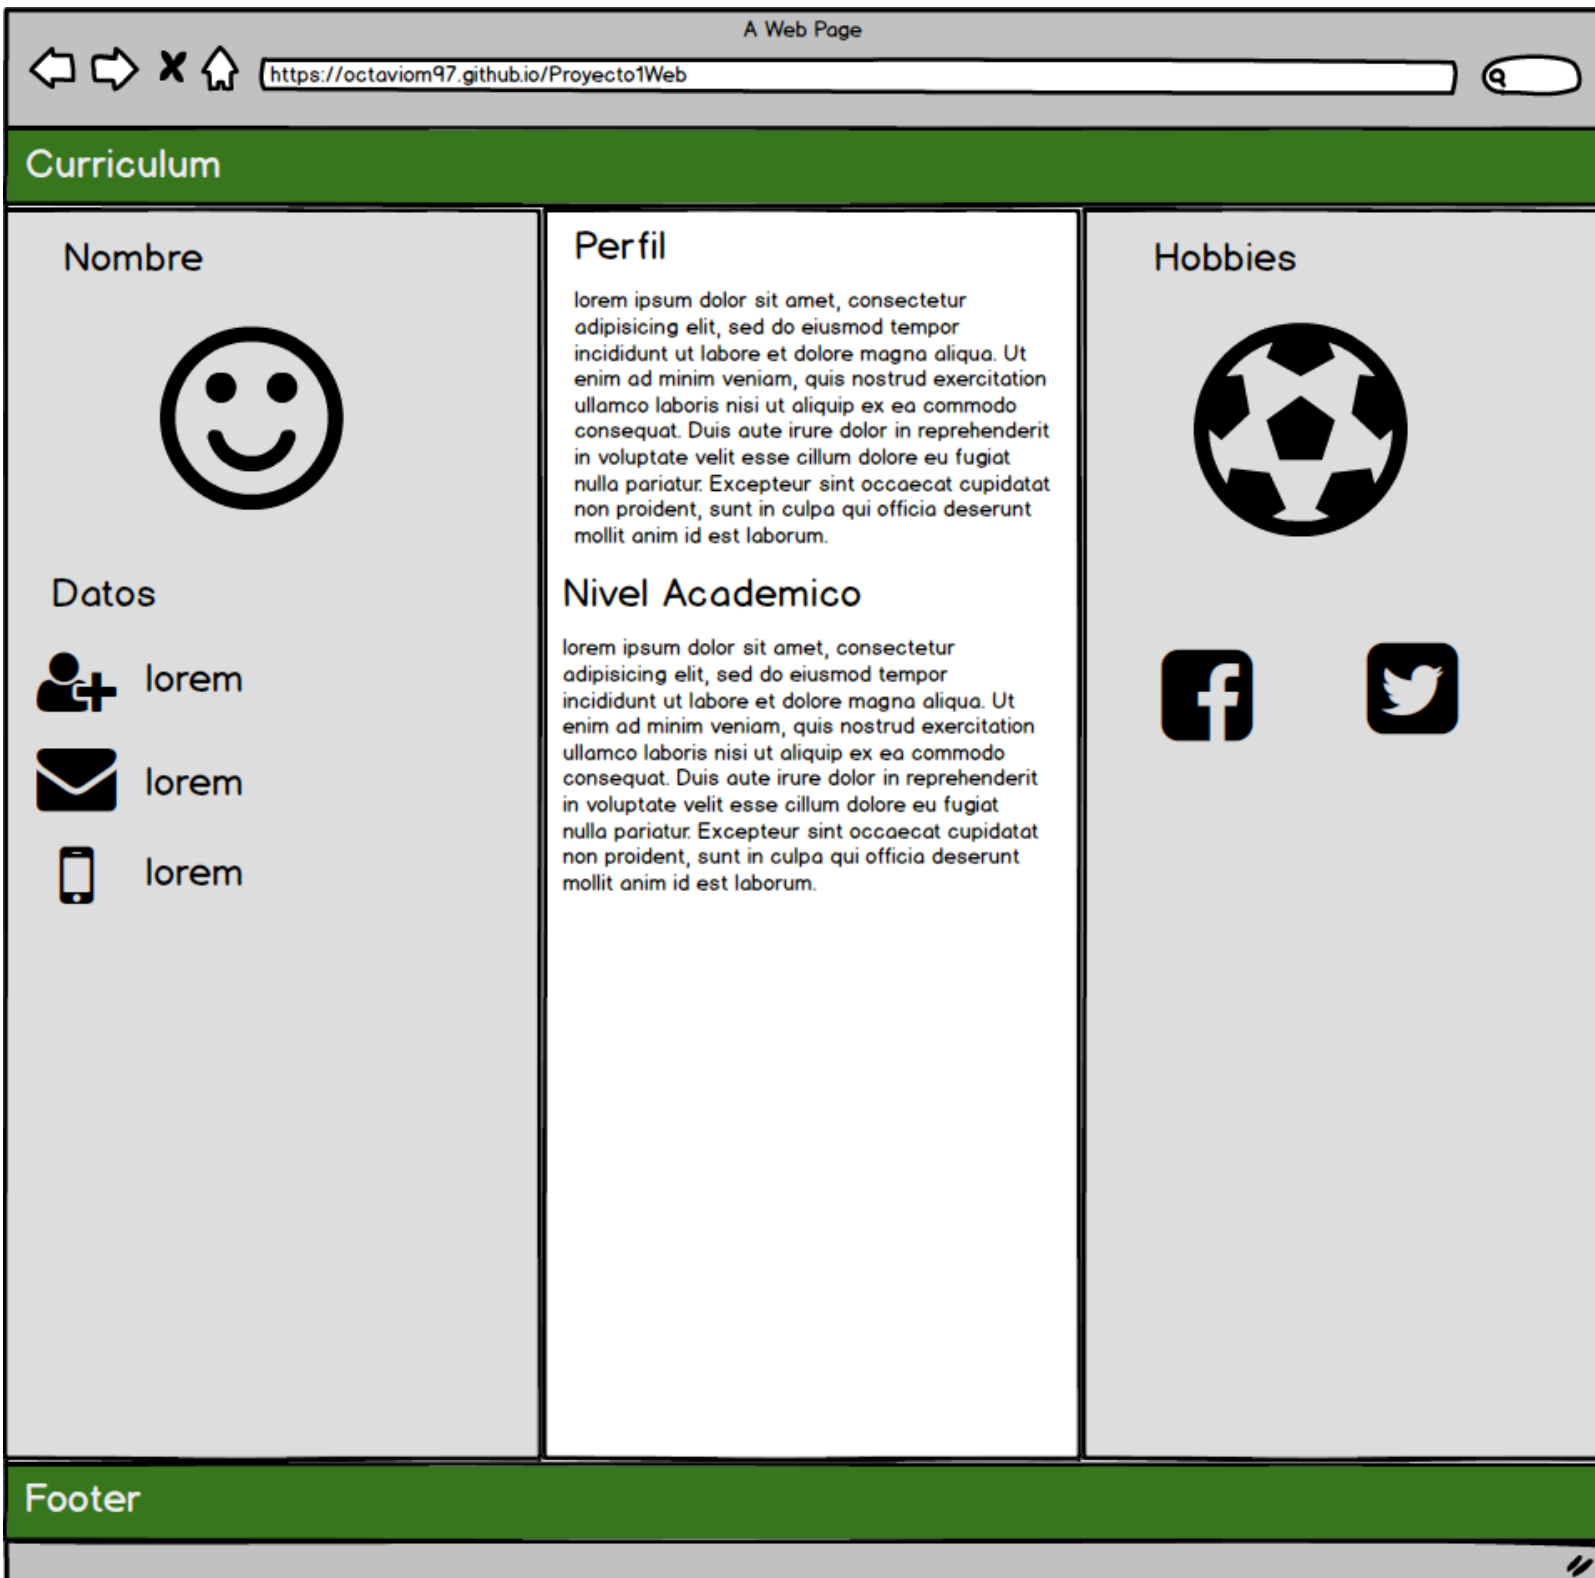 A Web Page
https://octaviom97.github.io/Proyecto1Web
Curriculum
Nombre
Datos
lorem
lorem
lorem
Perfil
lorem ipsum dolor sit amet, consectetur
adipisicing elit, sed do eiusmod tempor
incididunt ut labore et dolore magna aliqua. Ut
enim ad minim veniam, quis nostrud exercitation
ullamco laboris nisi ut aliquip ex ea commodo
consequat. Duis aute irure dolor in reprehenderit
in voluptate velit esse cillum dolore eu fugiat
nulla pariatur. Excepteur sint occaecat cupidatat
non proident, sunt in culpa qui officia deserunt
mollit anim id est laborum.
Nivel Academico
lorem ipsum dolor sit amet, consectetur
adipisicing elit, sed do eiusmod tempor
incididunt ut labore et dolore magna aliqua. Ut
enim ad minim veniam, quis nostrud exercitation
ullamco laboris nisi ut aliquip ex ea commodo
consequat. Duis aute irure dolor in reprehenderit
in voluptate velit esse cillum dolore eu fugiat
nulla pariatur. Excepteur sint occaecat cupidatat
non proident, sunt in culpa qui officia deserunt
mollit anim id est laborum.
Hobbies
Footer